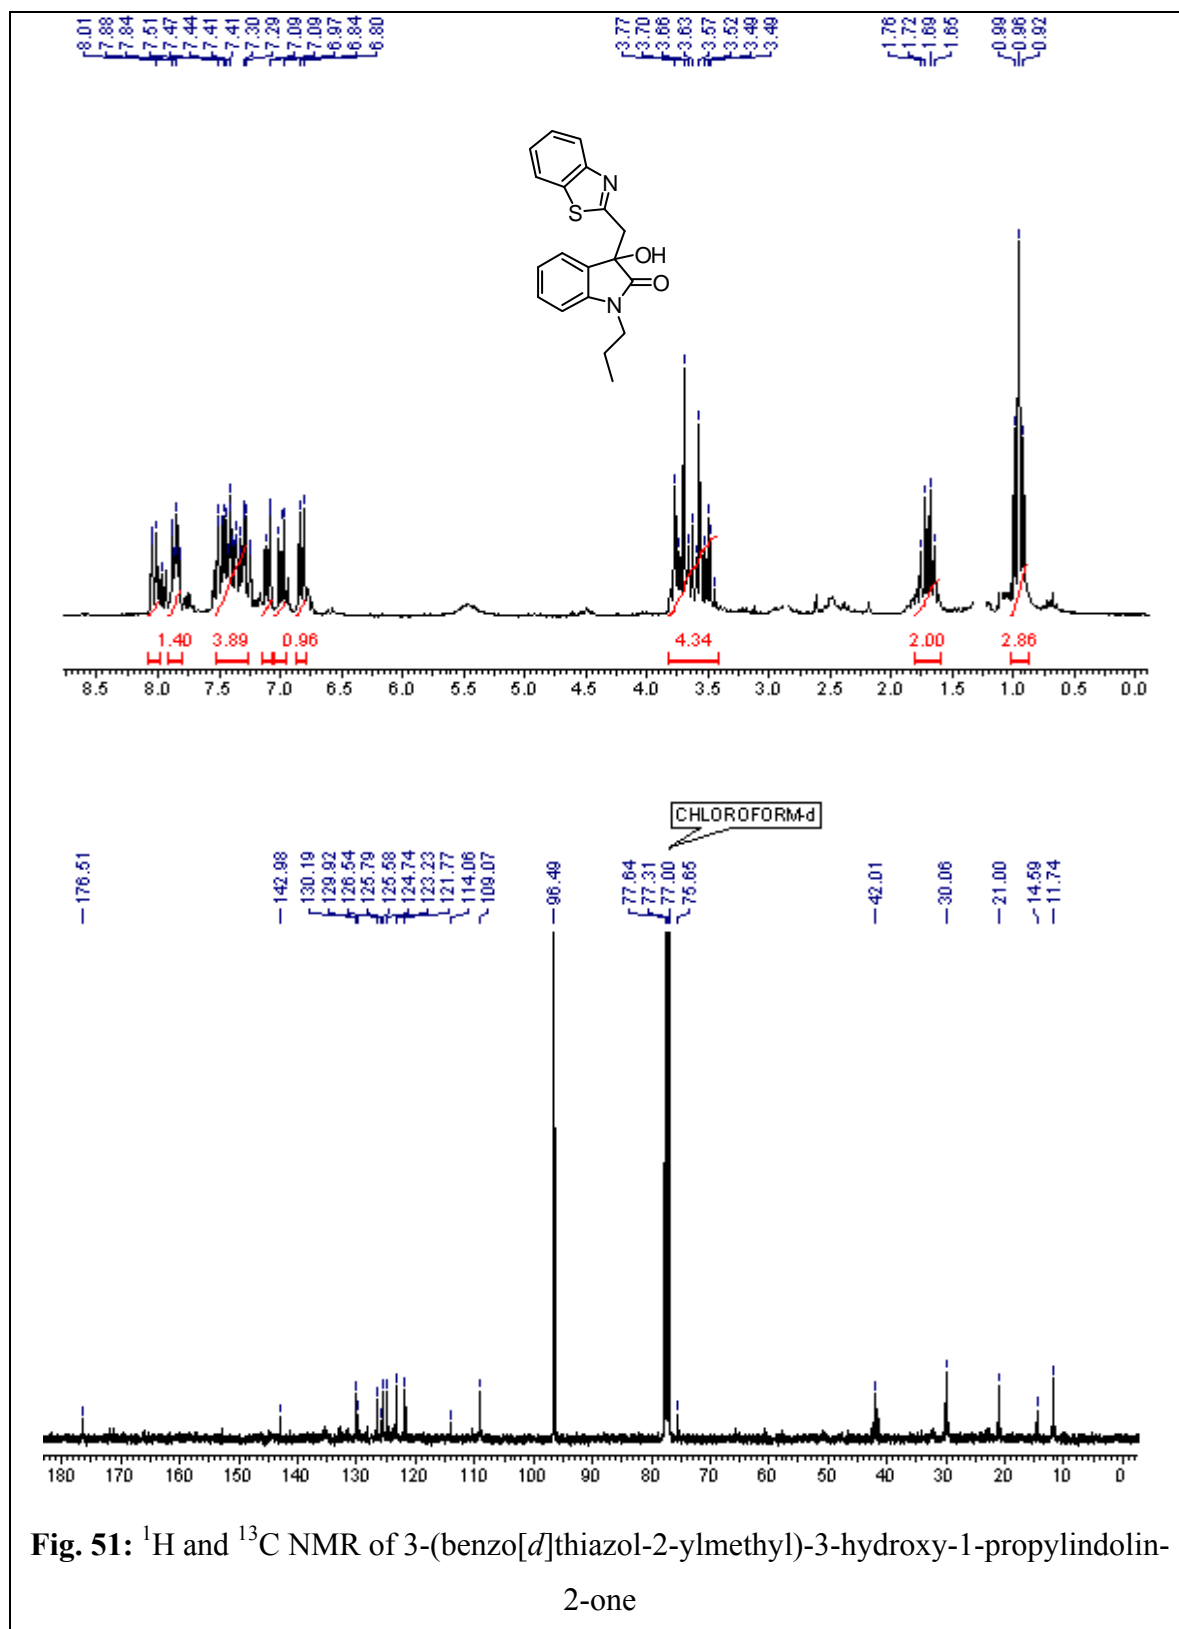 8.01 7.88 7.84 7.51 7.47 7.44 7.41 7.41 7.30 7.29 7.09 7.09 6.97 6.84 6.80 3.77 3.70 3.66 3.63 3.57 3.52 3.49 3.49 1.76 1.72 1.69 1.65 0.99 0.96 0.92
N
S
OH
O
N
1.40 3.89 0.96 4.34 2.00 2.86
8.5 8.0 7.5 7.0 6.5 6.0 5.5 5.0 4.5 4.0 3.5 3.0 2.5 2.0 1.5 1.0 0.5 0.0
CHLOROFORM-d
176.51 142.98 130.19 129.92 126.54 125.79 125.58 124.74 123.23 121.77 114.06 109.07 96.49 77.64 77.31 77.00 75.65 42.01 30.06 21.00 14.59 11.74
180 170 160 150 140 130 120 110 100 90 80 70 60 50 40 30 20 10 0
Fig. 51: ¹H and ¹³C NMR of 3-(benzo[d]thiazol-2-ylmethyl)-3-hydroxy-1-propylindolin-
2-one